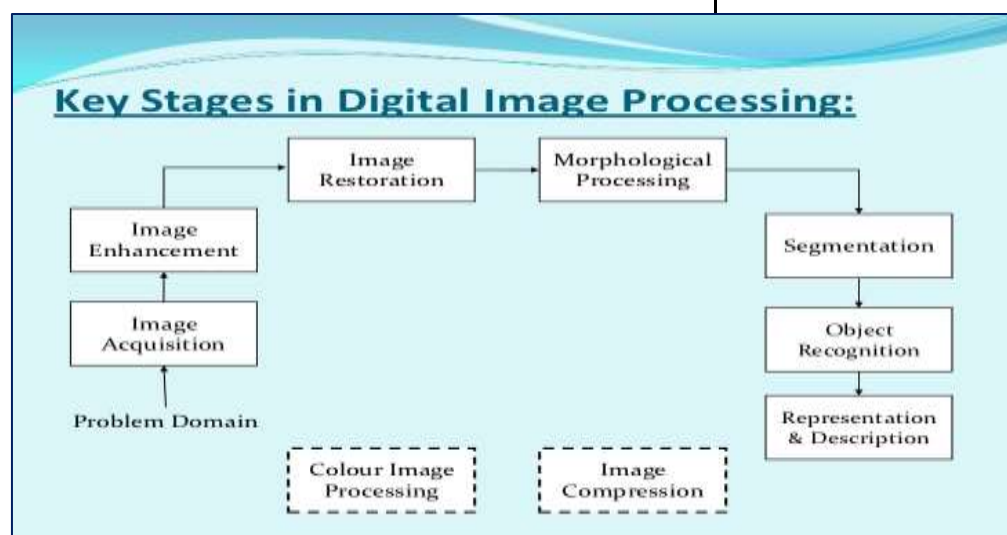 Key Stages in Digital Image Processing:
Image
Restoration
Morphological
Processing
Image
Enhancement
Segmentation
Image
Acquisition
Object
Recognition
Problem Domain
Representation
& Description
Colour Image
Processing
Image
Compression